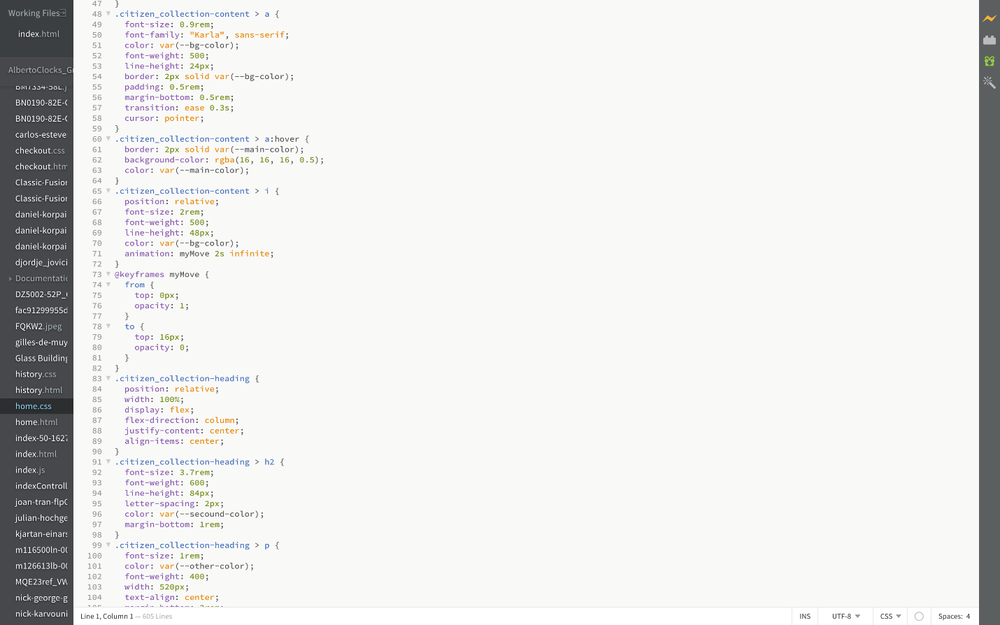 Working Files
index.html
AlbertoClocks_
BM7334-58L.j
BN0190-82E-
BN0190-82E-
carlos-esteve
checkout.css
checkout.htm
Classic-Fusion
Classic-Fusion
daniel-korpai
daniel-korpai
daniel-korpai
djordje_jovici
Documentatio
DZ5002-52P_
fac91299955d
FQKW2.jpeg
gilles-de-muy
Glass Building
history.css
history.html
home.css
home.html
index-50-1627
index.html
index.js
indexControll
joan-tran-flp
julian-hochge
kjartan-einars
m116500ln-00
m126613lb-00
MQE23ref_VW
nick-george-g
nick-karvouni
47 }
48 .citizen_collection-content > a {
49 font-size: 0.9rem;
50 font-family: "Karla", sans-serif;
51 color: var(--bg-color);
52 font-weight: 500;
53 line-height: 24px;
54 border: 2px solid var(--bg-color);
55 padding: 0.5rem;
56 margin-bottom: 0.5rem;
57 transition: ease 0.3s;
58 cursor: pointer;
59 }
60 .citizen_collection-content > a:hover {
61 border: 2px solid var(--main-color);
62 background-color: rgba(16, 16, 16, 0.5);
63 color: var(--main-color);
64 }
65 .citizen_collection-content > i {
66 position: relative;
67 font-size: 2rem;
68 font-weight: 500;
69 line-height: 48px;
70 color: var(--bg-color);
71 animation: myMove 2s infinite;
72 }
73 @keyframes myMove {
74 from {
75 top: 0px;
76 opacity: 1;
77 }
78 to {
79 top: 16px;
80 opacity: 0;
81 }
82 }
83 .citizen_collection-heading {
84 position: relative;
85 width: 100%;
86 display: flex;
87 flex-direction: column;
88 justify-content: center;
89 align-items: center;
90 }
91 .citizen_collection-heading > h2 {
92 font-size: 3.7rem;
93 font-weight: 600;
94 line-height: 84px;
95 letter-spacing: 2px;
96 color: var(--secound-color);
97 margin-bottom: 1rem;
98 }
99 .citizen_collection-heading > p {
100 font-size: 1rem;
101 color: var(--other-color);
102 font-weight: 400;
103 width: 520px;
104 text-align: center;
Line 1, Column 1 — 605 Lines
INS UTF-8 CSS Spaces: 4